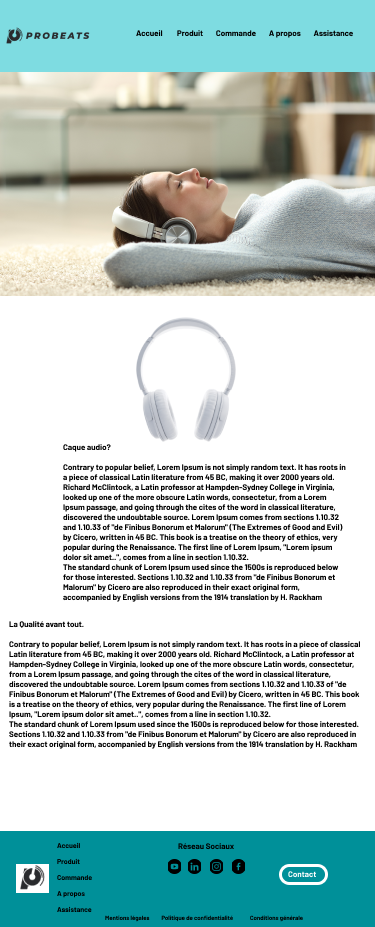 PROBEATS
Accueil Produit Commande A propos Assistance
Caque audio?
Contrary to popular belief, Lorem Ipsum is not simply random text. It has roots in
a piece of classical Latin literature from 45 BC, making it over 2000 years old.
Richard McClintock, a Latin professor at Hampden-Sydney College in Virginia,
looked up one of the more obscure Latin words, consectetur, from a Lorem
Ipsum passage, and going through the cites of the word in classical literature,
discovered the undoubtable source. Lorem Ipsum comes from sections 1.10.32
and 1.10.33 of "de Finibus Bonorum et Malorum" (The Extremes of Good and Evil)
by Cicero, written in 45 BC. This book is a treatise on the theory of ethics, very
popular during the Renaissance. The first line of Lorem Ipsum, "Lorem ipsum
dolor sit amet..", comes from a line in section 1.10.32.
The standard chunk of Lorem Ipsum used since the 1500s is reproduced below
for those interested. Sections 1.10.32 and 1.10.33 from "de Finibus Bonorum et
Malorum" by Cicero are also reproduced in their exact original form,
accompanied by English versions from the 1914 translation by H. Rackham
La Qualité avant tout.
Contrary to popular belief, Lorem Ipsum is not simply random text. It has roots in a piece of classical
Latin literature from 45 BC, making it over 2000 years old. Richard McClintock, a Latin professor at
Hampden-Sydney College in Virginia, looked up one of the more obscure Latin words, consectetur,
from a Lorem Ipsum passage, and going through the cites of the word in classical literature,
discovered the undoubtable source. Lorem Ipsum comes from sections 1.10.32 and 1.10.33 of "de
Finibus Bonorum et Malorum" (The Extremes of Good and Evil) by Cicero, written in 45 BC. This book
is a treatise on the theory of ethics, very popular during the Renaissance. The first line of Lorem
Ipsum, "Lorem ipsum dolor sit amet..", comes from a line in section 1.10.32.
The standard chunk of Lorem Ipsum used since the 1500s is reproduced below for those interested.
Sections 1.10.32 and 1.10.33 from "de Finibus Bonorum et Malorum" by Cicero are also reproduced in
their exact original form, accompanied by English versions from the 1914 translation by H. Rackham
Accueil
Produit
Commande
A propos
Assistance
Réseau Sociaux
Contact
Mentions légales Politique de confidentialité Conditions générale